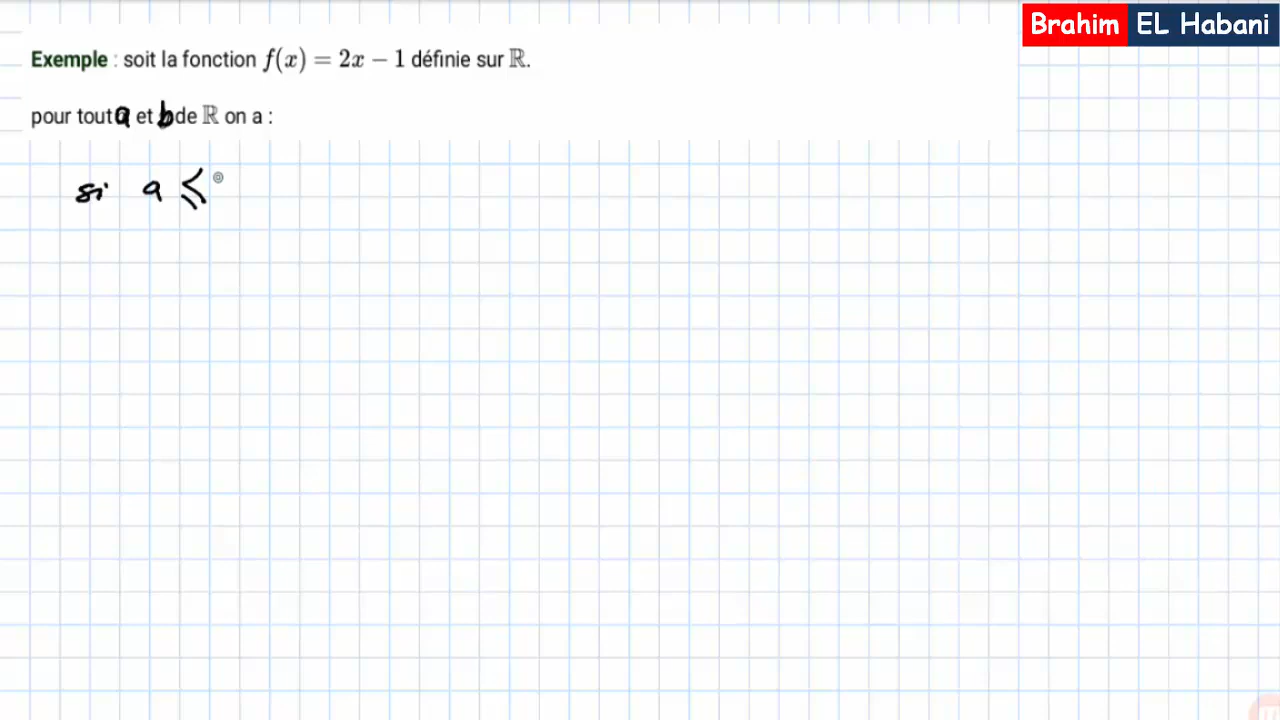 Brahim EL Habani
Exemple : soit la fonction f(x) = 2x − 1 définie sur ℝ.
pour tout a et b de ℝ on a :
si a ⩽